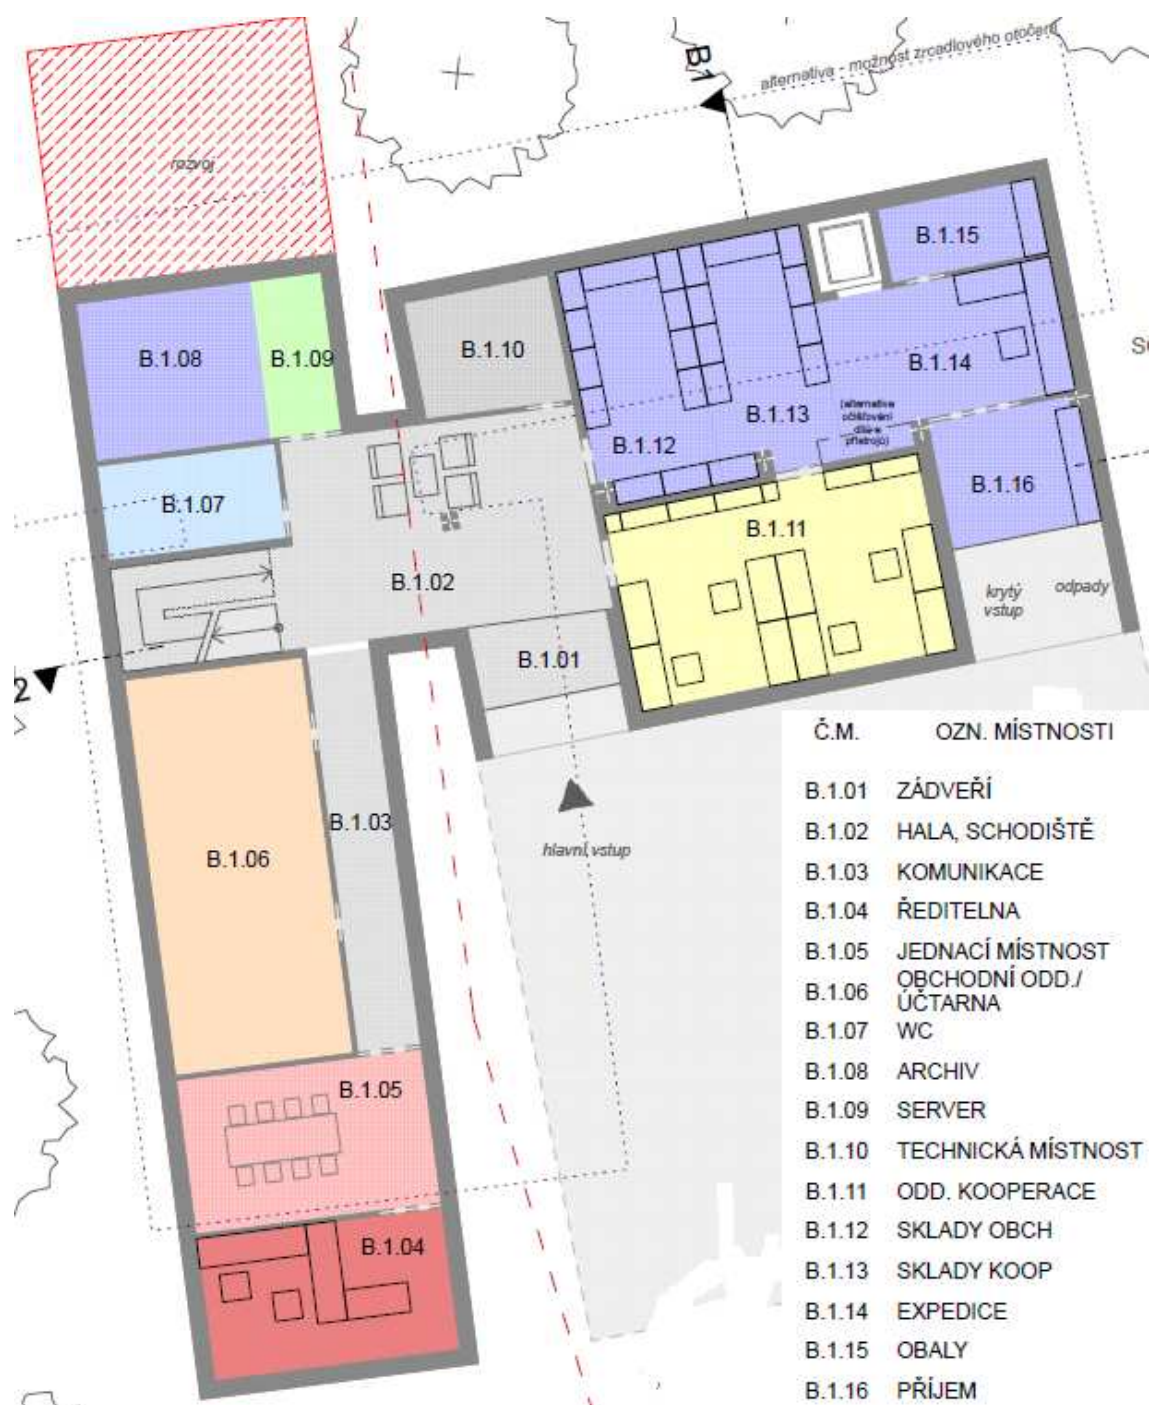 B1
alternativa - možnost zrcadlového otočení
rozvoj
B.1.15
B.1.08
B.1.09
B.1.10
B.1.14
(alternativa
očišťování
dílů a
přístrojů)
B.1.13
B.1.12
B.1.07
B.1.16
B.1.11
B.1.02
krytý
vstup
odpady
B.1.01
2
B.1.03
B.1.06
hlavní vstup
B.1.05
B.1.04
Č.M. OZN. MÍSTNOSTI
B.1.01 ZÁDVEŘÍ
B.1.02 HALA, SCHODIŠTĚ
B.1.03 KOMUNIKACE
B.1.04 ŘEDITELNA
B.1.05 JEDNACÍ MÍSTNOST
B.1.06 OBCHODNÍ ODD./
ÚČTARNA
B.1.07 WC
B.1.08 ARCHIV
B.1.09 SERVER
B.1.10 TECHNICKÁ MÍSTNOST
B.1.11 ODD. KOOPERACE
B.1.12 SKLADY OBCH
B.1.13 SKLADY KOOP
B.1.14 EXPEDICE
B.1.15 OBALY
B.1.16 PŘÍJEM